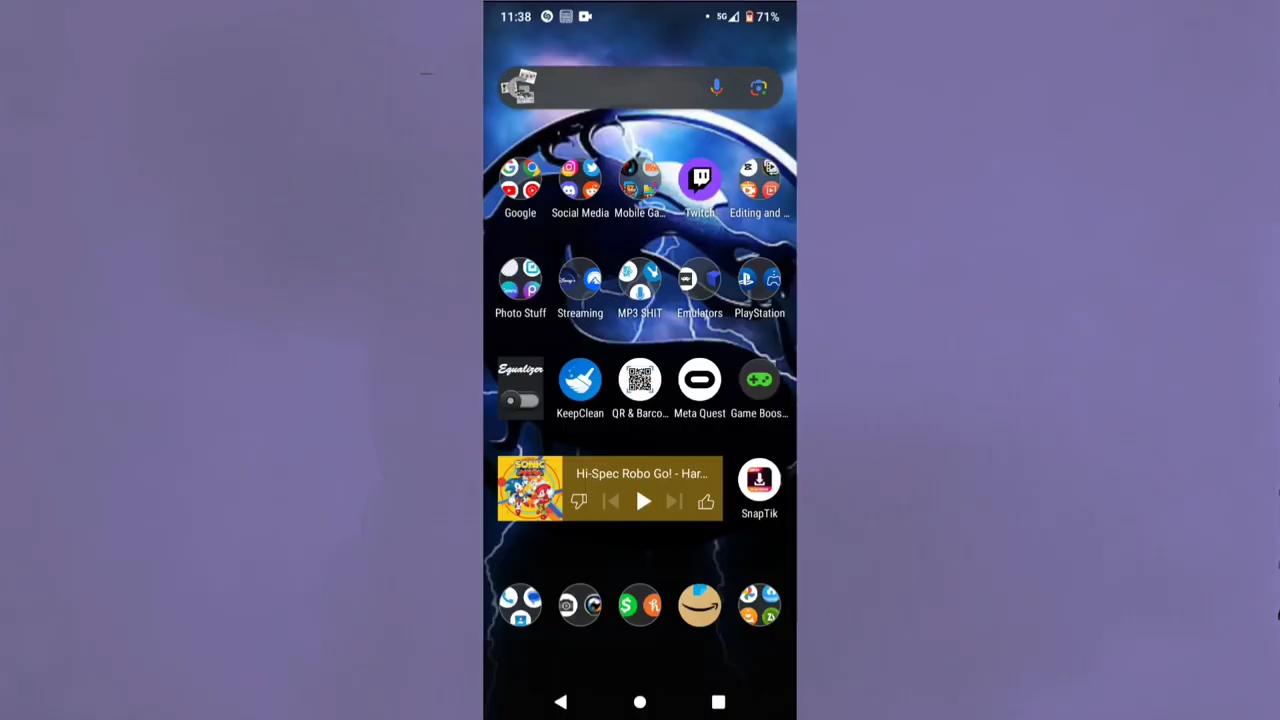 11:38 5G 71%
Google Social Media Mobile Ga... Twitch Editing and ...
Photo Stuff Streaming MP3 SHIT Emulators PlayStation
Equalizer
KeepClean QR & Barco... Meta Quest Game Boos...
SONIC
Hi-Spec Robo Go! - Har...
SnapTik